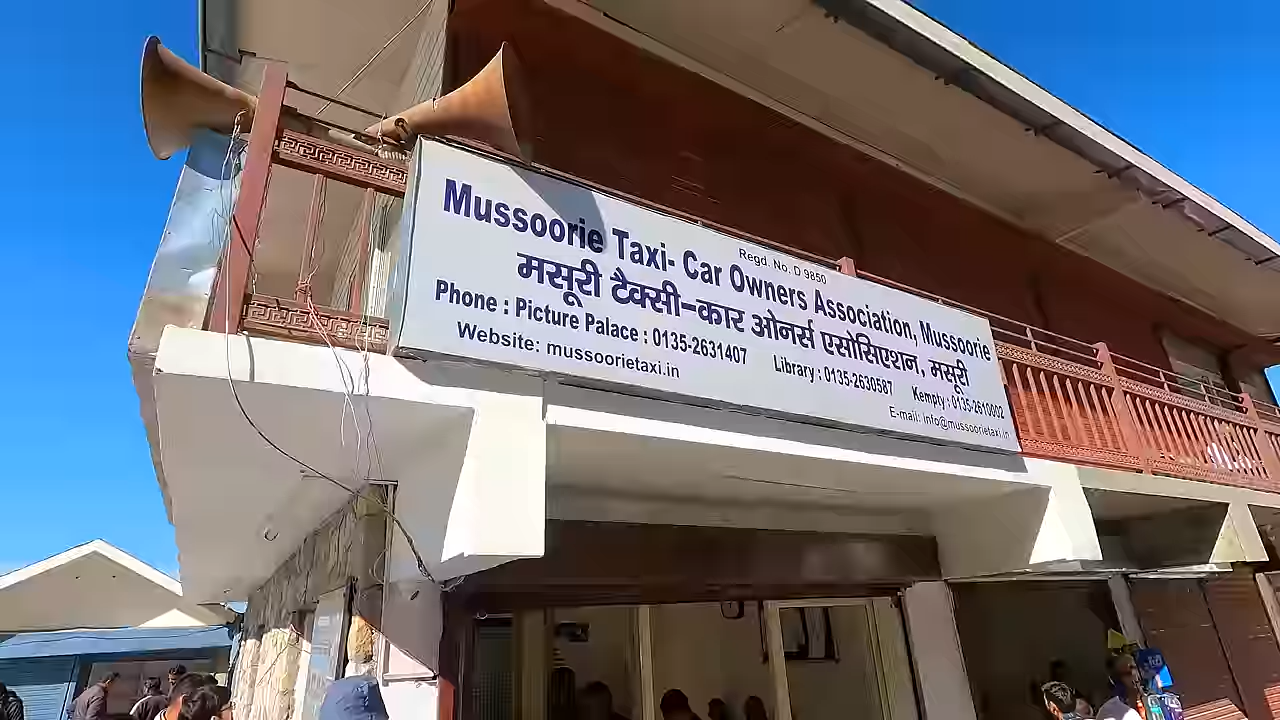 Regd. No. D 9850
Mussoorie Taxi- Car Owners Association, Mussoorie
मसूरी टैक्सी-कार ओनर्स एसोसिएशन, मसूरी
Phone : Picture Palace : 0135-2631407 Library : 0135-2630587 Kempty : 0135-2610002
Website: mussoorietaxi.in E-mail: info@mussoorietaxi.in